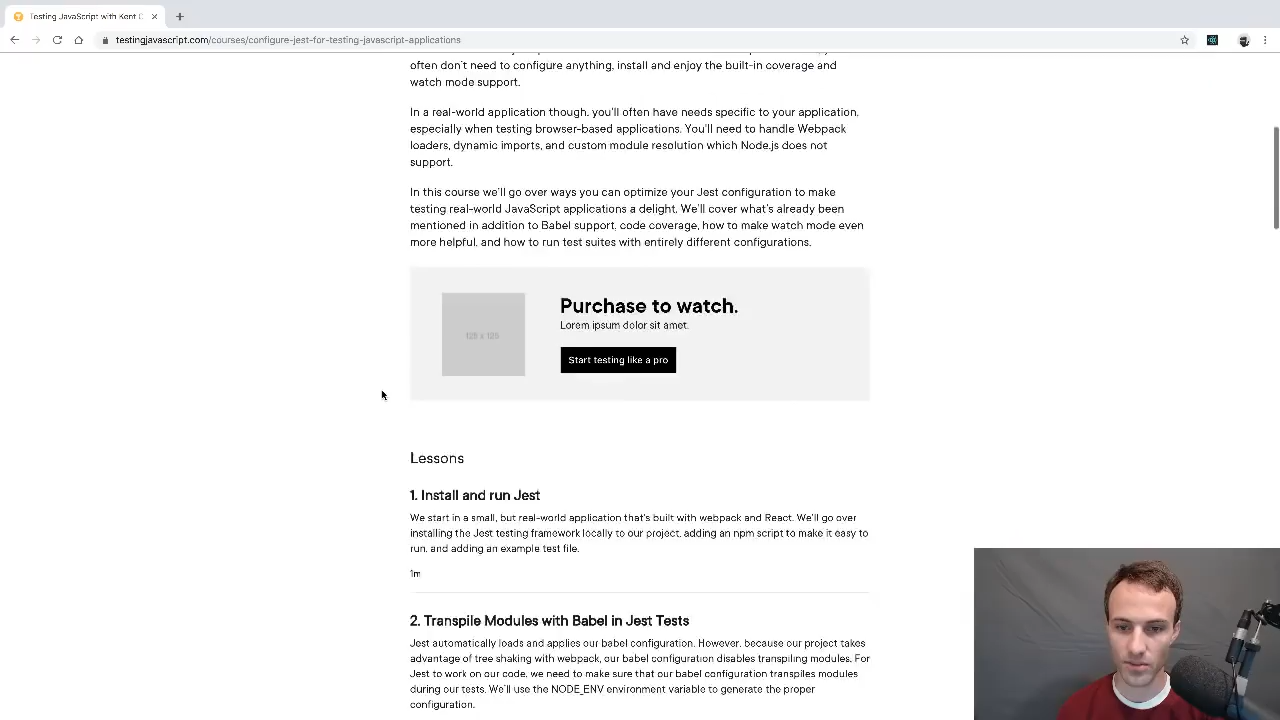 Testing JavaScript with Kent D
testingjavascript.com/courses/configure-jest-for-testing-javascript-applications
often don't need to configure anything, install and enjoy the built-in coverage and
watch mode support.
In a real-world application though, you'll often have needs specific to your application,
especially when testing browser-based applications. You'll need to handle Webpack
loaders, dynamic imports, and custom module resolution which Node.js does not
support.
In this course we'll go over ways you can optimize your Jest configuration to make
testing real-world JavaScript applications a delight. We'll cover what's already been
mentioned in addition to Babel support, code coverage, how to make watch mode even
more helpful, and how to run test suites with entirely different configurations.
Purchase to watch.
Lorem ipsum dolor sit amet.
Start testing like a pro
Lessons
1. Install and run Jest
We start in a small, but real-world application that's built with webpack and React. We'll go over
installing the Jest testing framework locally to our project, adding an npm script to make it easy to
run, and adding an example test file.
1m
2. Transpile Modules with Babel in Jest Tests
Jest automatically loads and applies our babel configuration. However, because our project takes
advantage of tree shaking with webpack, our babel configuration disables transpiling modules. For
Jest to work on our code, we need to make sure that our babel configuration transpiles modules
during our tests. We'll use the NODE_ENV environment variable to generate the proper
configuration.